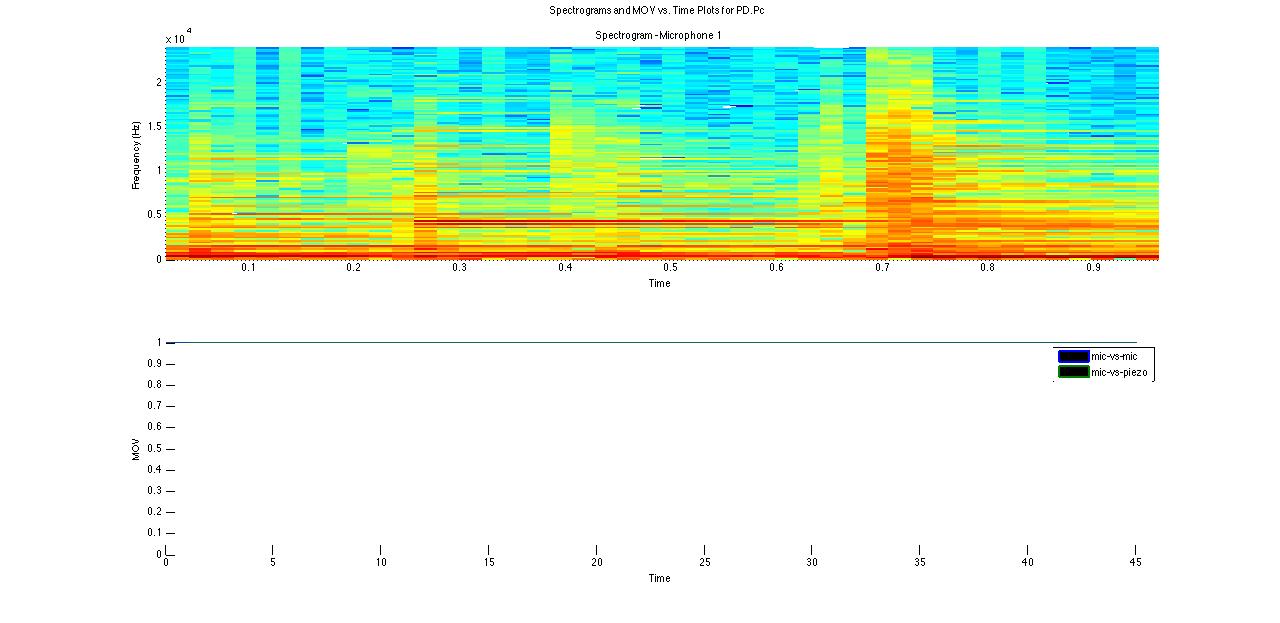 Spectrograms and MOV vs. Time Plots for PD.Pc
Spectrogram - Microphone 1
x 10^4
Frequency (Hz)
2
1.5
1
0.5
0
0.1 0.2 0.3 0.4 0.5 0.6 0.7 0.8 0.9
Time
MOV
1
0.9
0.8
0.7
0.6
0.5
0.4
0.3
0.2
0.1
0
mic-vs-mic
mic-vs-piezo
0 5 10 15 20 25 30 35 40 45
Time